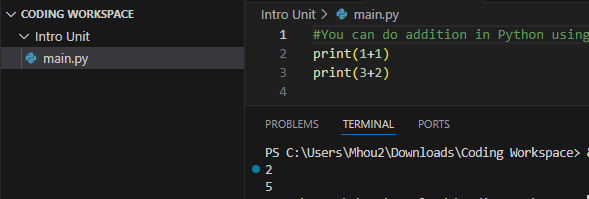 CODING WORKSPACE
Intro Unit
main.py
Intro Unit > main.py
1 #You can do addition in Python using
2 print(1+1)
3 print(3+2)
4
PROBLEMS TERMINAL PORTS
PS C:\Users\Mhou2\Downloads\Coding Workspace> &
2
5